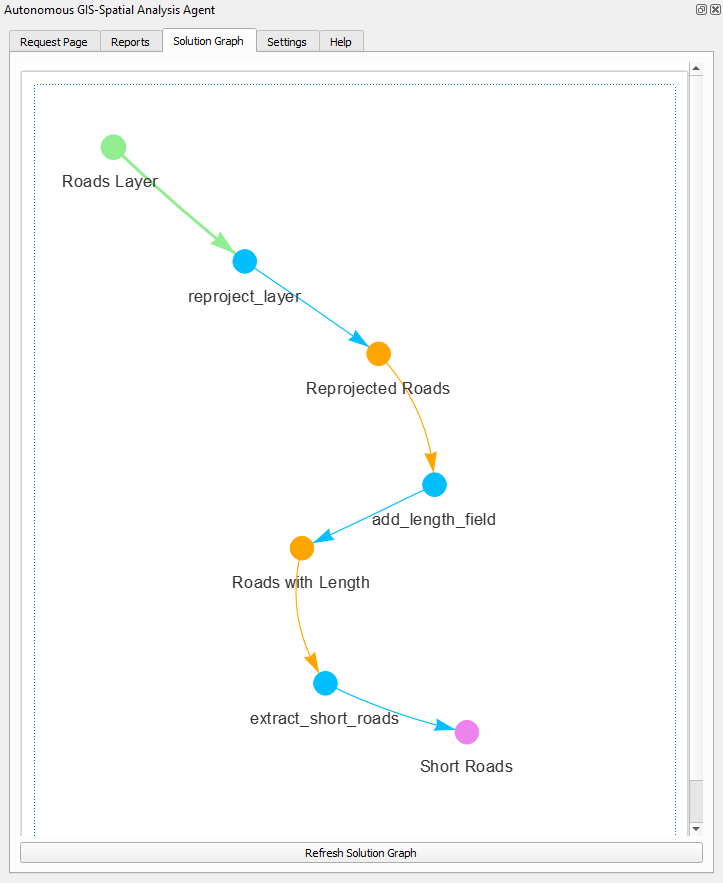 Autonomous GIS-Spatial Analysis Agent
Request Page
Reports
Solution Graph
Settings
Help
Roads Layer
reproject_layer
Reprojected Roads
add_length_field
Roads with Length
extract_short_roads
Short Roads
Refresh Solution Graph